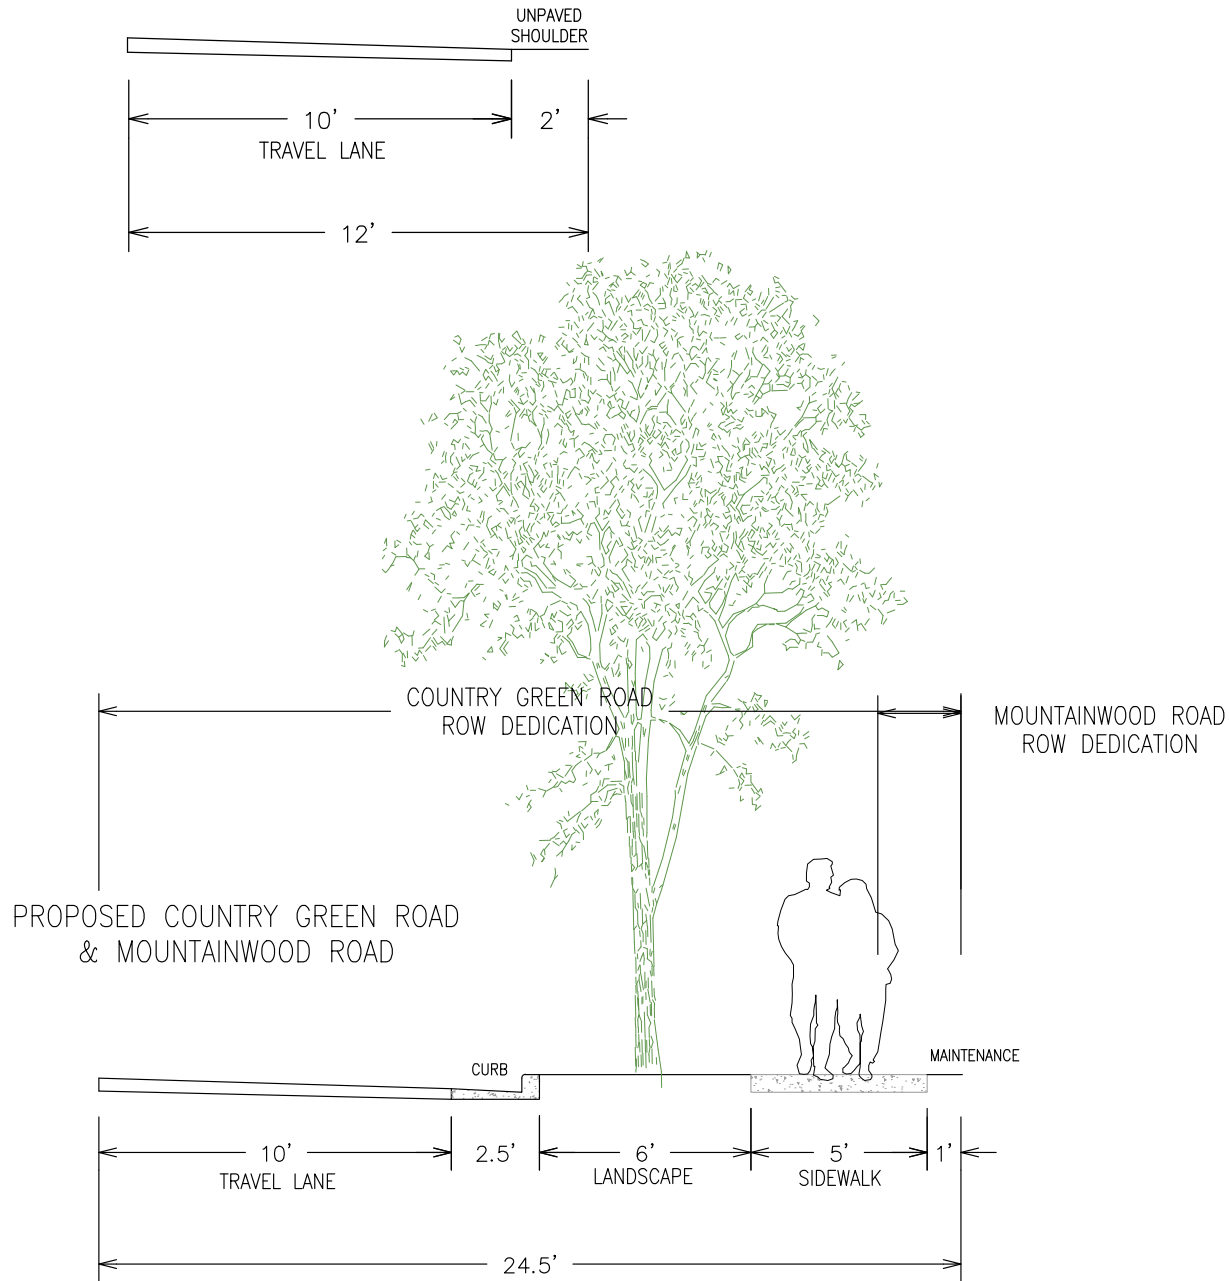 UNPAVED
SHOULDER
10' 2'
TRAVEL LANE
12'
COUNTRY GREEN ROAD
ROW DEDICATION
MOUNTAINWOOD ROAD
ROW DEDICATION
PROPOSED COUNTRY GREEN ROAD
& MOUNTAINWOOD ROAD
CURB
MAINTENANCE
10' 2.5' 6' 5' 1'
TRAVEL LANE LANDSCAPE SIDEWALK
24.5'